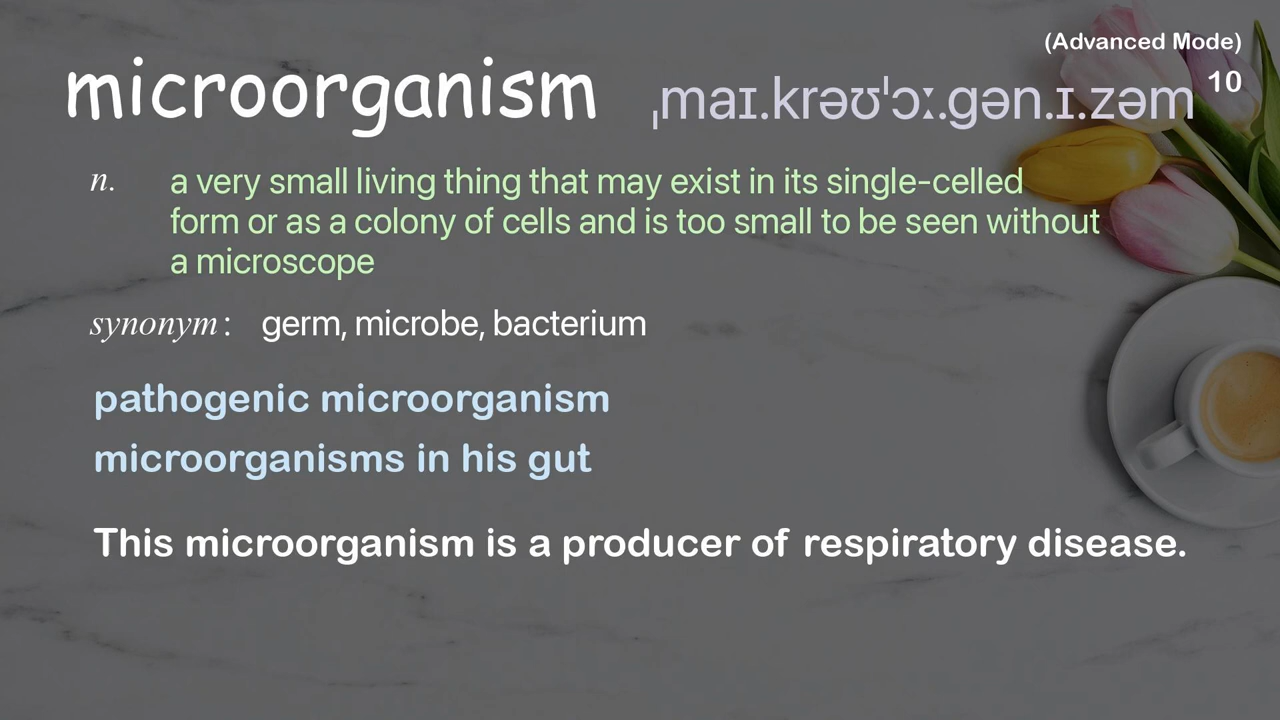 (Advanced Mode)
microorganism ˌmaɪ.krəʊˈɔː.gən.ɪ.zəm 10
n. a very small living thing that may exist in its single-celled
form or as a colony of cells and is too small to be seen without
a microscope
synonym: germ, microbe, bacterium
pathogenic microorganism
microorganisms in his gut
This microorganism is a producer of respiratory disease.